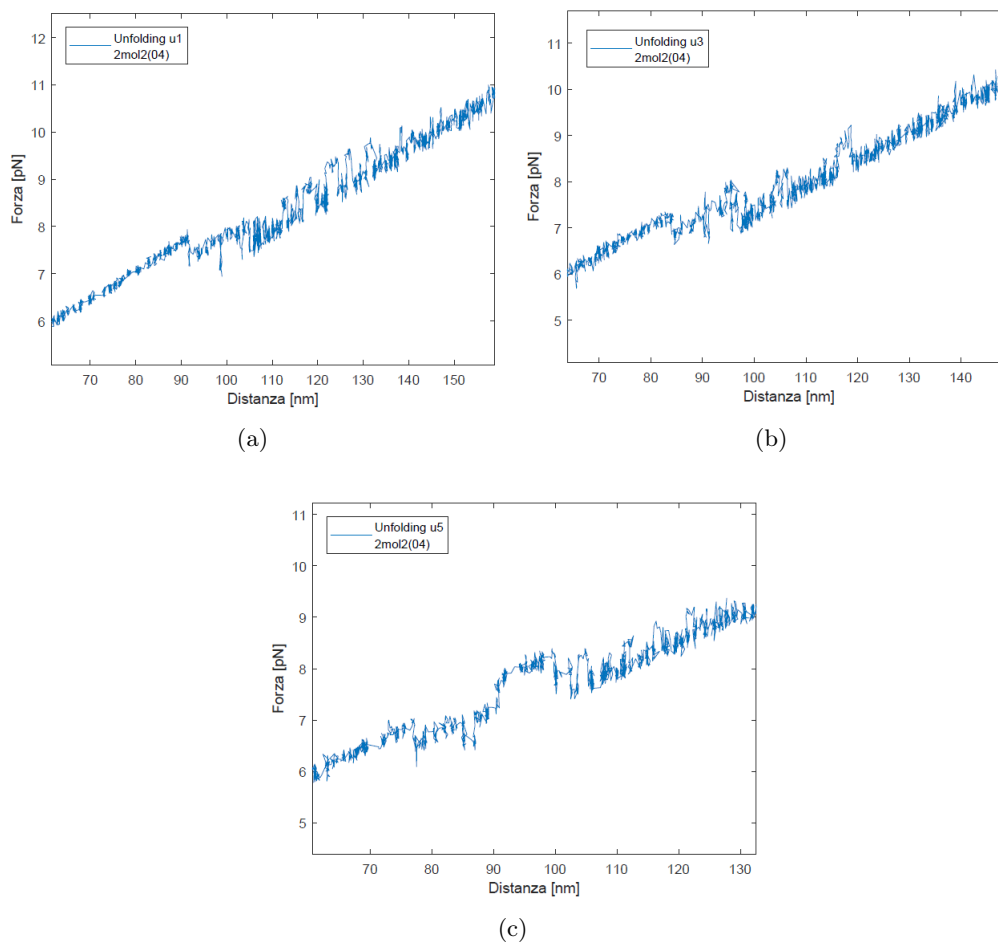 Unfolding u1
2mol2(04)
12
11
10
9
8
7
6
Forza [pN]
70 80 90 100 110 120 130 140 150
Distanza [nm]
(a)
Unfolding u3
2mol2(04)
11
10
9
8
7
6
5
Forza [pN]
70 80 90 100 110 120 130 140
Distanza [nm]
(b)
Unfolding u5
2mol2(04)
11
10
9
8
7
6
5
Forza [pN]
70 80 90 100 110 120 130
Distanza [nm]
(c)